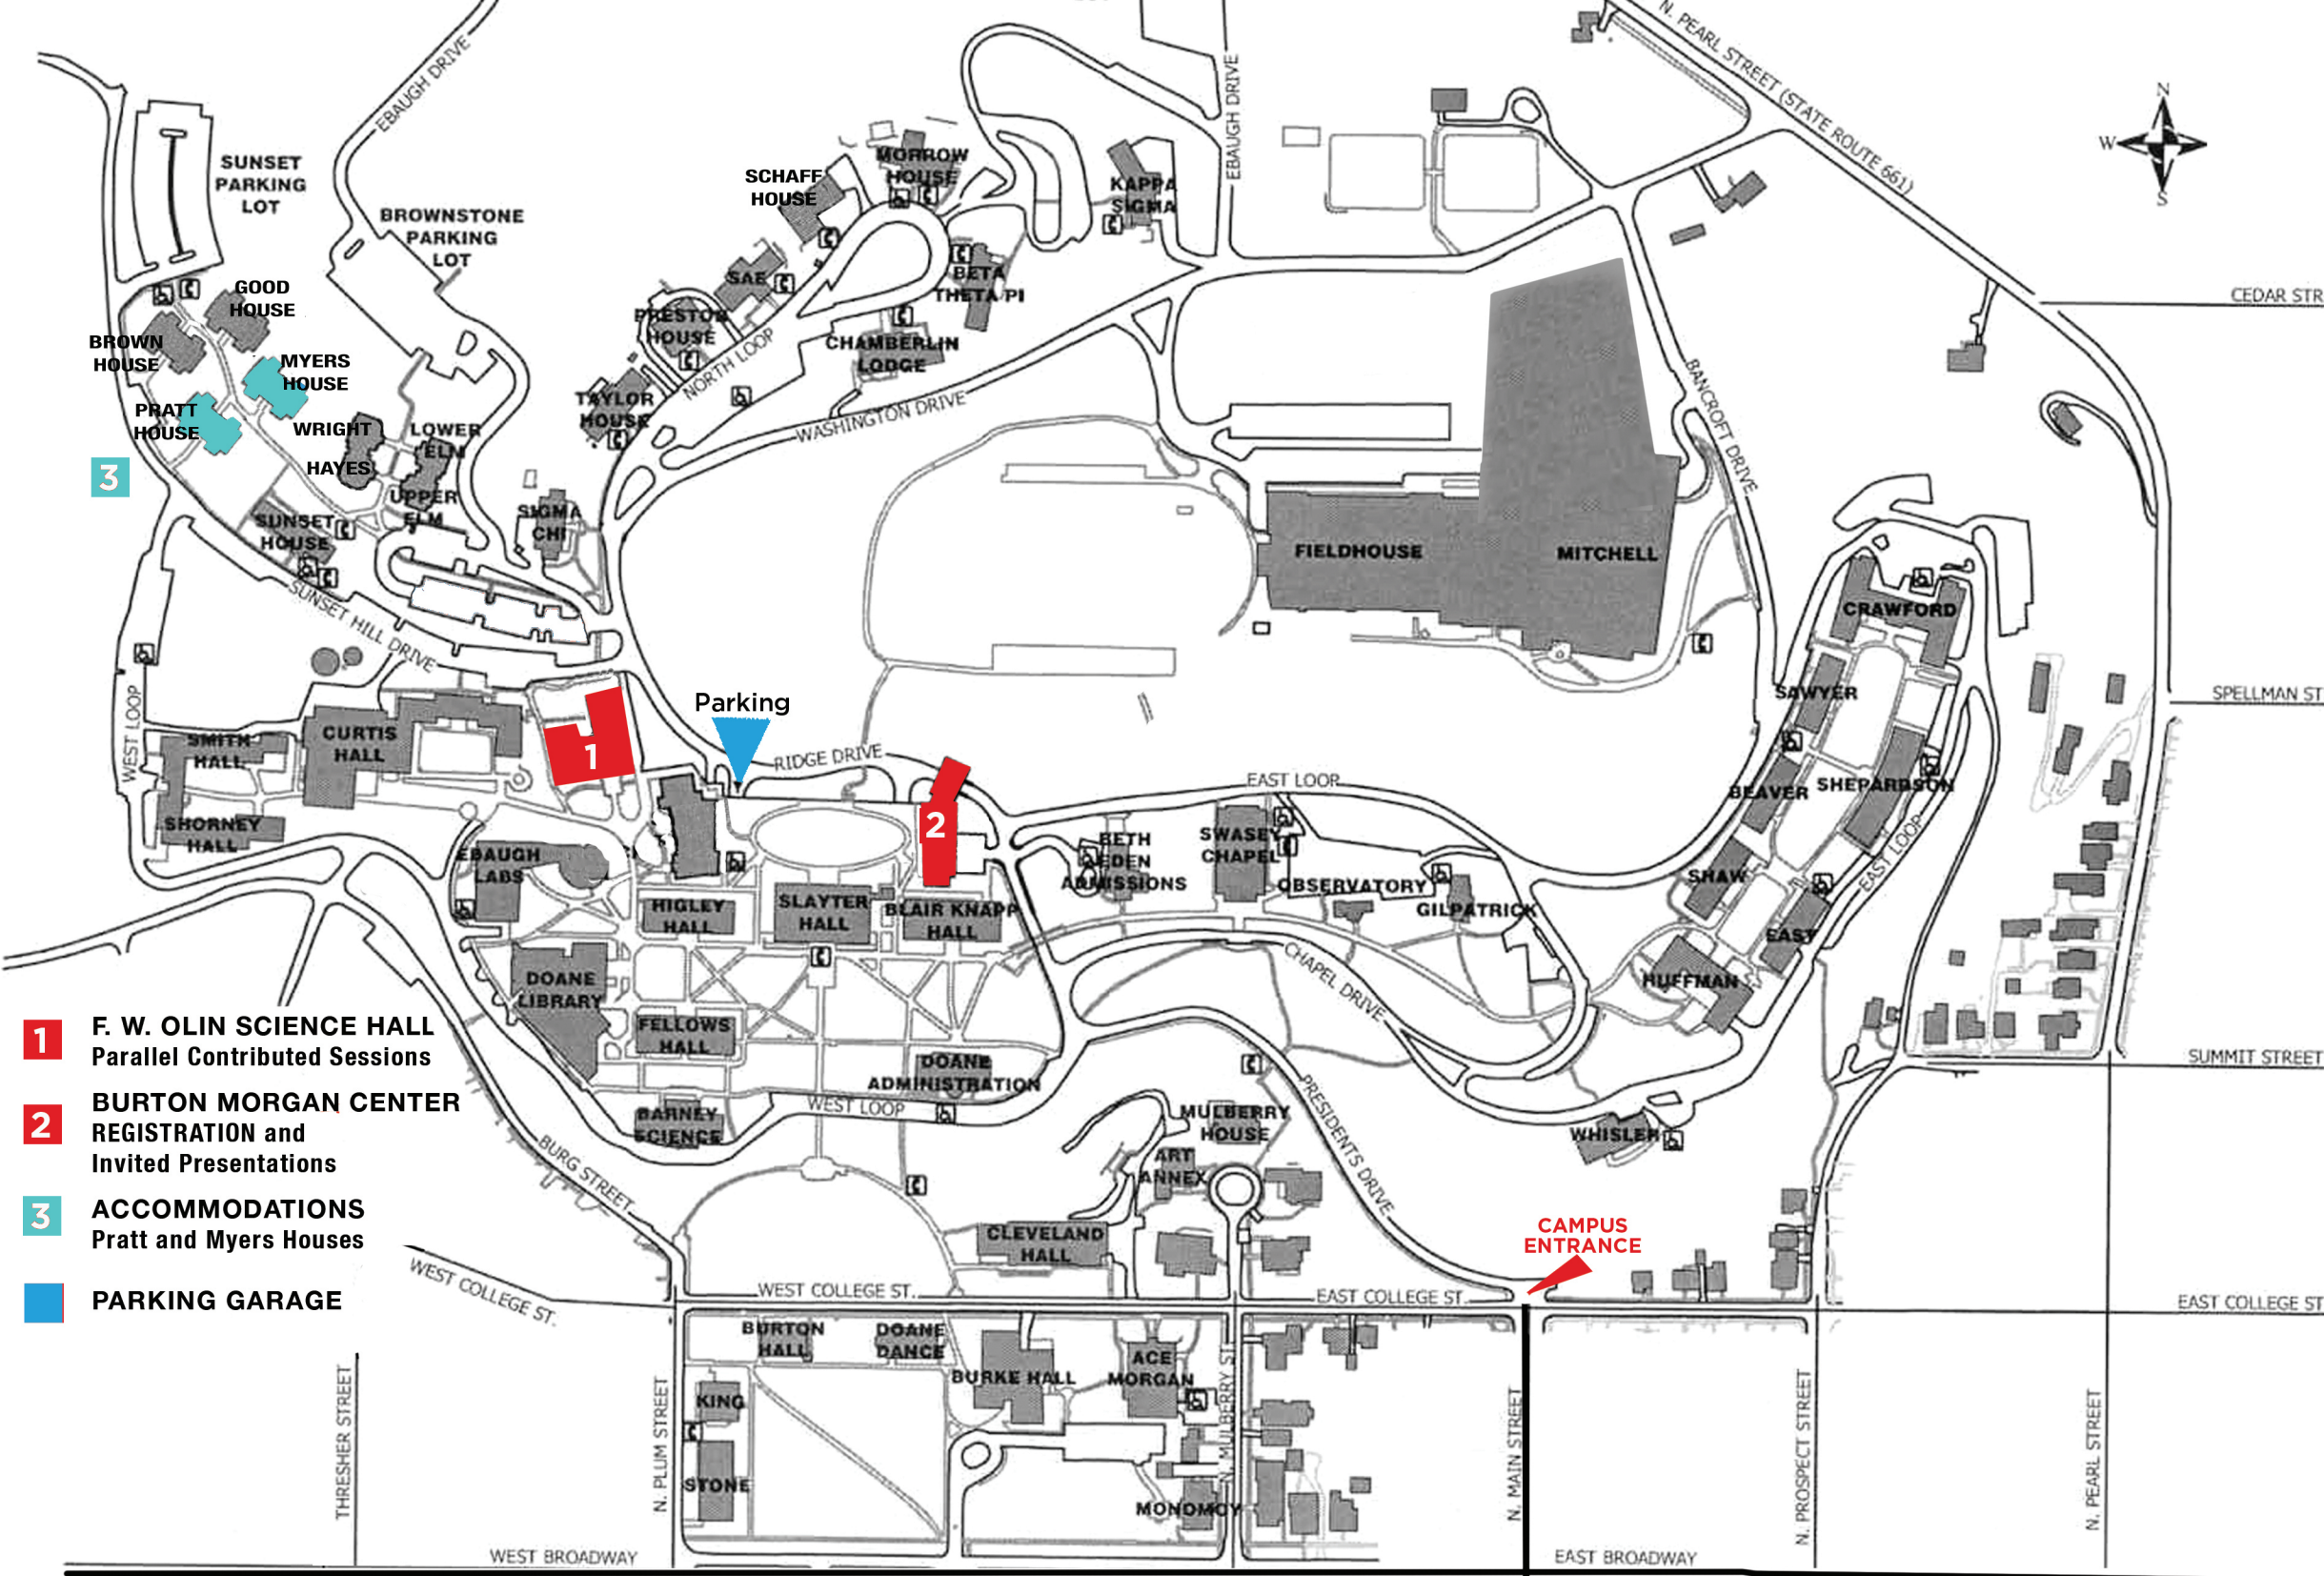 N. PEARL STREET (STATE ROUTE 661)
EBAUGH DRIVE
EBAUGH DRIVE
N
W
S
SUNSET
PARKING
LOT
BROWNSTONE
PARKING
LOT
SCHAFF
HOUSE
MORROW
HOUSE
KAPPA
SIGMA
SAE
BETA
THETA PI
GOOD
HOUSE
BROWN
HOUSE
MYERS
HOUSE
PRATT
HOUSE
PRESTON
HOUSE
NORTH LOOP
CHAMBERLIN
LODGE
CEDAR STR
TAYLOR
HOUSE
WASHINGTON DRIVE
BANCROFT DRIVE
WRIGHT
HAYES
LOWER
ELM
UPPER
ELM
3
SUNSET
HOUSE
SIGMA
CHI
FIELDHOUSE
MITCHELL
SUNSET HILL DRIVE
CRAWFORD
WEST LOOP
Parking
SAWYER
SPELLMAN ST
SMITH
HALL
CURTIS
HALL
1
RIDGE DRIVE
EAST LOOP
BEAVER
SHEPARDSON
2
SHORNEY
HALL
EBAUGH
LABS
BETH
EDEN
ADMISSIONS
SWASEY
CHAPEL
OBSERVATORY
GILPATRICK
SHAW
EAST LOOP
HIGLEY
HALL
SLAYTER
HALL
BLAIR KNAPP
HALL
EAST
HUFFMAN
CHAPEL DRIVE
DOANE
LIBRARY
FELLOWS
HALL
DOANE
ADMINISTRATION
SUMMIT STREET
1
F. W. OLIN SCIENCE HALL
Parallel Contributed Sessions
2
BURTON MORGAN CENTER
REGISTRATION and
Invited Presentations
3
ACCOMMODATIONS
Pratt and Myers Houses
PARKING GARAGE
WEST LOOP
BARNEY
SCIENCE
BURG STREET
MULBERRY
HOUSE
ART
ANNEX
PRESIDENTS DRIVE
WHISLER
CLEVELAND
HALL
CAMPUS
ENTRANCE
WEST COLLEGE ST.
WEST COLLEGE ST.
EAST COLLEGE ST.
EAST COLLEGE ST
BURTON
HALL
DOANE
DANCE
BURKE HALL
ACE
MORGAN
KING
STONE
MONOMOY
THRESHER STREET
N. PLUM STREET
N. MULBERRY ST.
N. MAIN STREET
N. PROSPECT STREET
N. PEARL STREET
WEST BROADWAY
EAST BROADWAY